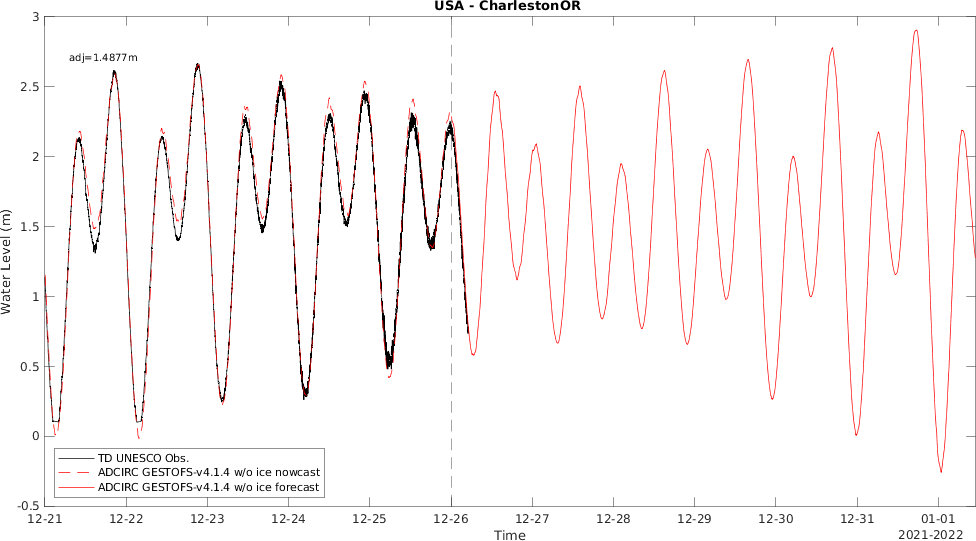 USA - CharlestonOR
adj=1.4877m
3
2.5
2
1.5
1
0.5
0
-0.5
Water Level (m)
TD UNESCO Obs.
ADCIRC GESTOFS-v4.1.4 w/o ice nowcast
ADCIRC GESTOFS-v4.1.4 w/o ice forecast
12-21 12-22 12-23 12-24 12-25 12-26 12-27 12-28 12-29 12-30 12-31 01-01
Time
2021-2022